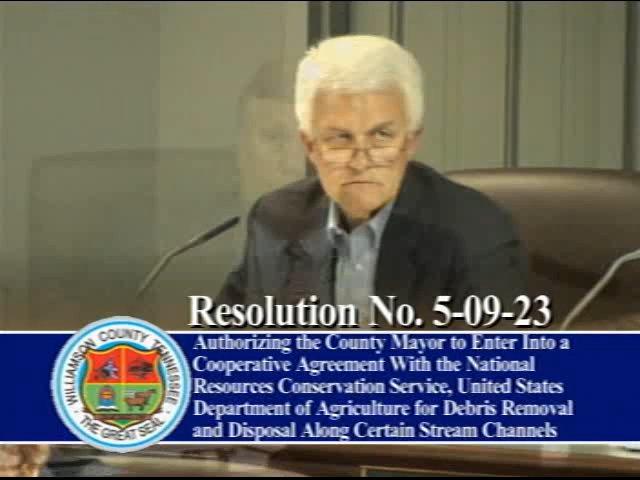 Resolution No. 5-09-23
Authorizing the County Mayor to Enter Into a
Cooperative Agreement With the National
Resources Conservation Service, United States
Department of Agriculture for Debris Removal
and Disposal Along Certain Stream Channels
WILLIAMSON COUNTY TENNESSEE
THE GREAT SEAL